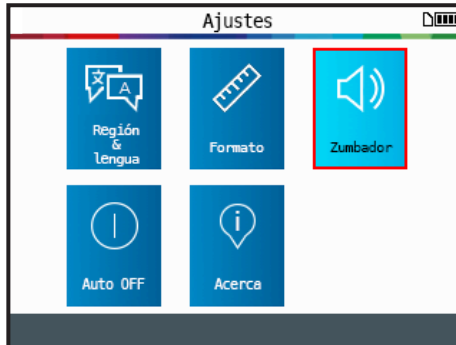 Ajustes
Región
&
lengua
Formato
Zumbador
Auto OFF
Acerca